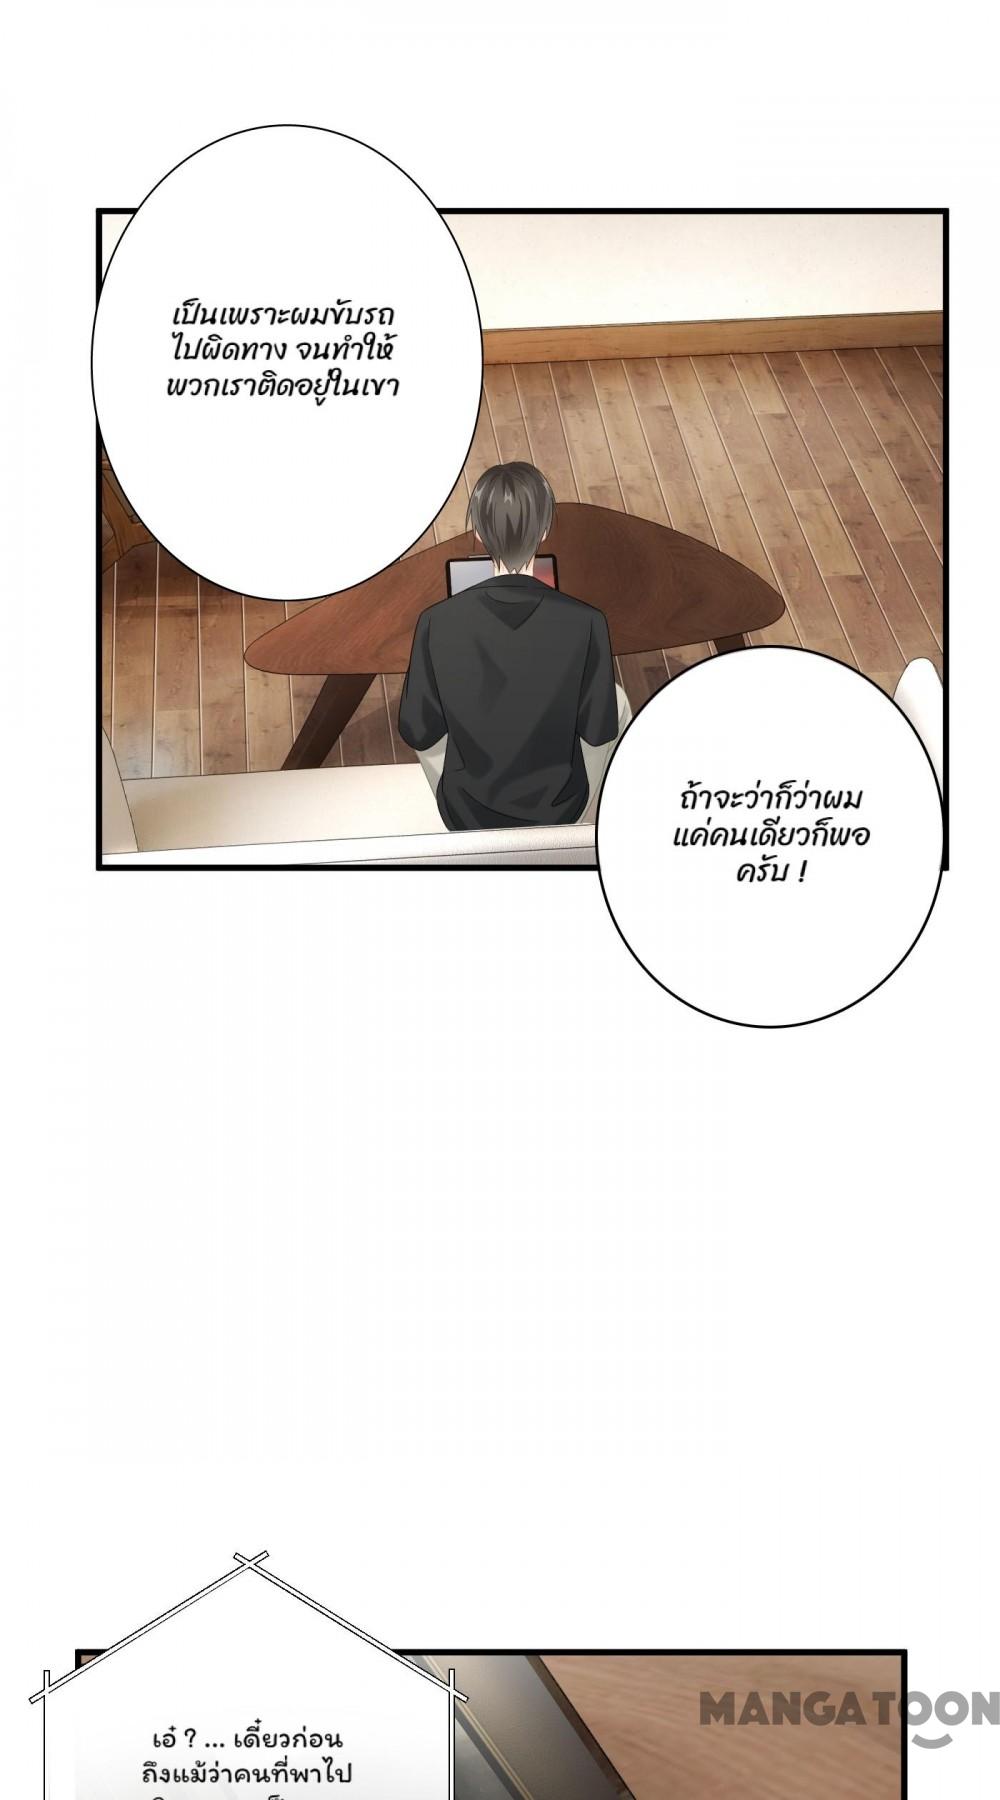 เป็นเพราะผมขับรถ
ไปผิดทาง จนทำให้
พวกเราติดอยู่ในเขา
ถ้าจะว่าก็ว่าผม
แค่คนเดียวก็พอ
ครับ !
MANGATOON
เอ๋ ? ... เดี๋ยวก่อน
ถึงแม้ว่าคนที่พาไป